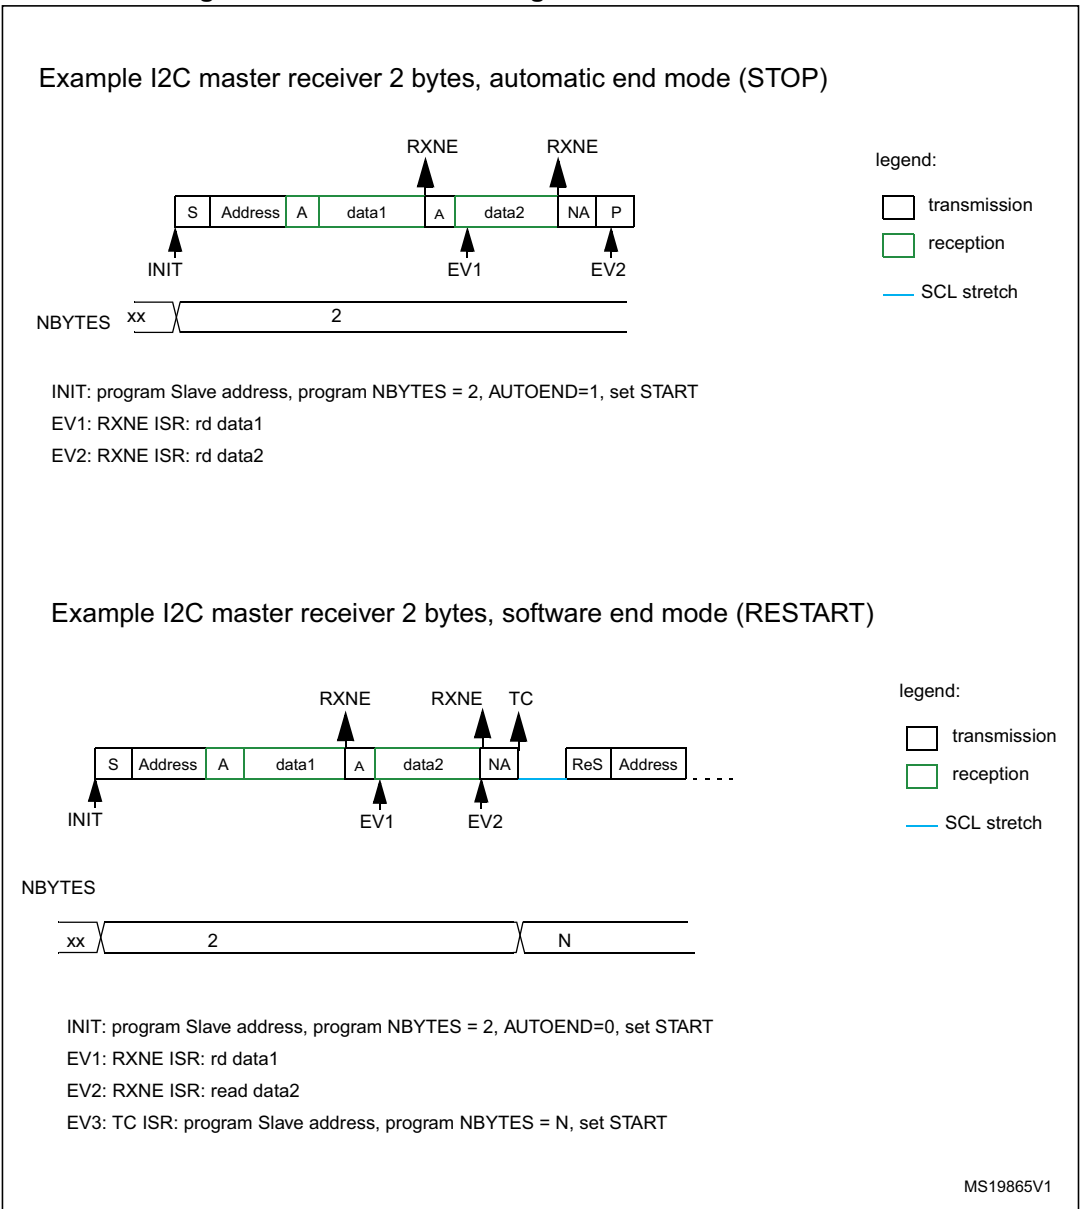 Example I2C master receiver 2 bytes, automatic end mode (STOP)
RXNE RXNE
legend:
S Address A data1 A data2 NA P
transmission
reception
INIT EV1 EV2
SCL stretch
NBYTES xx 2
INIT: program Slave address, program NBYTES = 2, AUTOEND=1, set START
EV1: RXNE ISR: rd data1
EV2: RXNE ISR: rd data2
Example I2C master receiver 2 bytes, software end mode (RESTART)
RXNE RXNE TC
legend:
S Address A data1 A data2 NA ReS Address
transmission
reception
INIT EV1 EV2
SCL stretch
NBYTES
xx 2 N
INIT: program Slave address, program NBYTES = 2, AUTOEND=0, set START
EV1: RXNE ISR: rd data1
EV2: RXNE ISR: read data2
EV3: TC ISR: program Slave address, program NBYTES = N, set START
MS19865V1